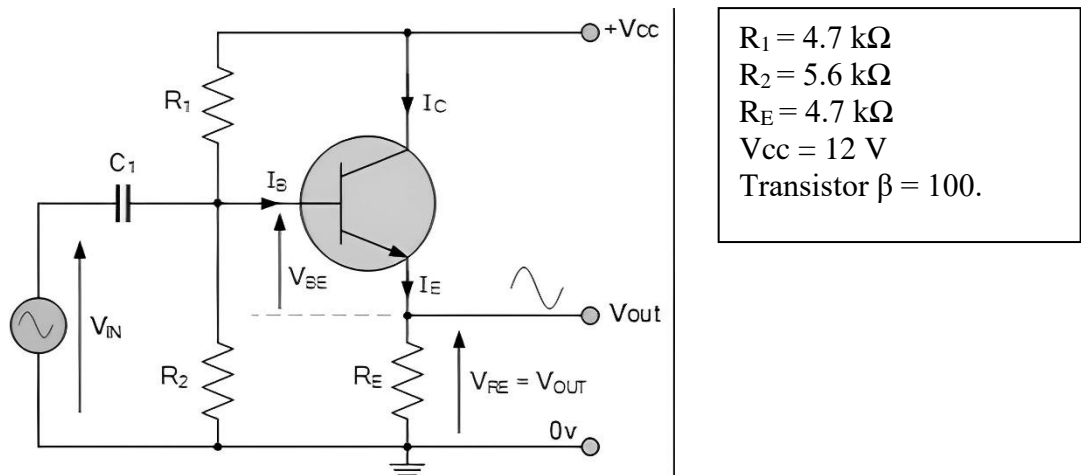 +Vcc
R1
IC
C1
IB
VBE
IE
Vout
VIN
R2
RE
VRE = VOUT
0v
R1 = 4.7 kΩ
R2 = 5.6 kΩ
RE = 4.7 kΩ
Vcc = 12 V
Transistor β = 100.